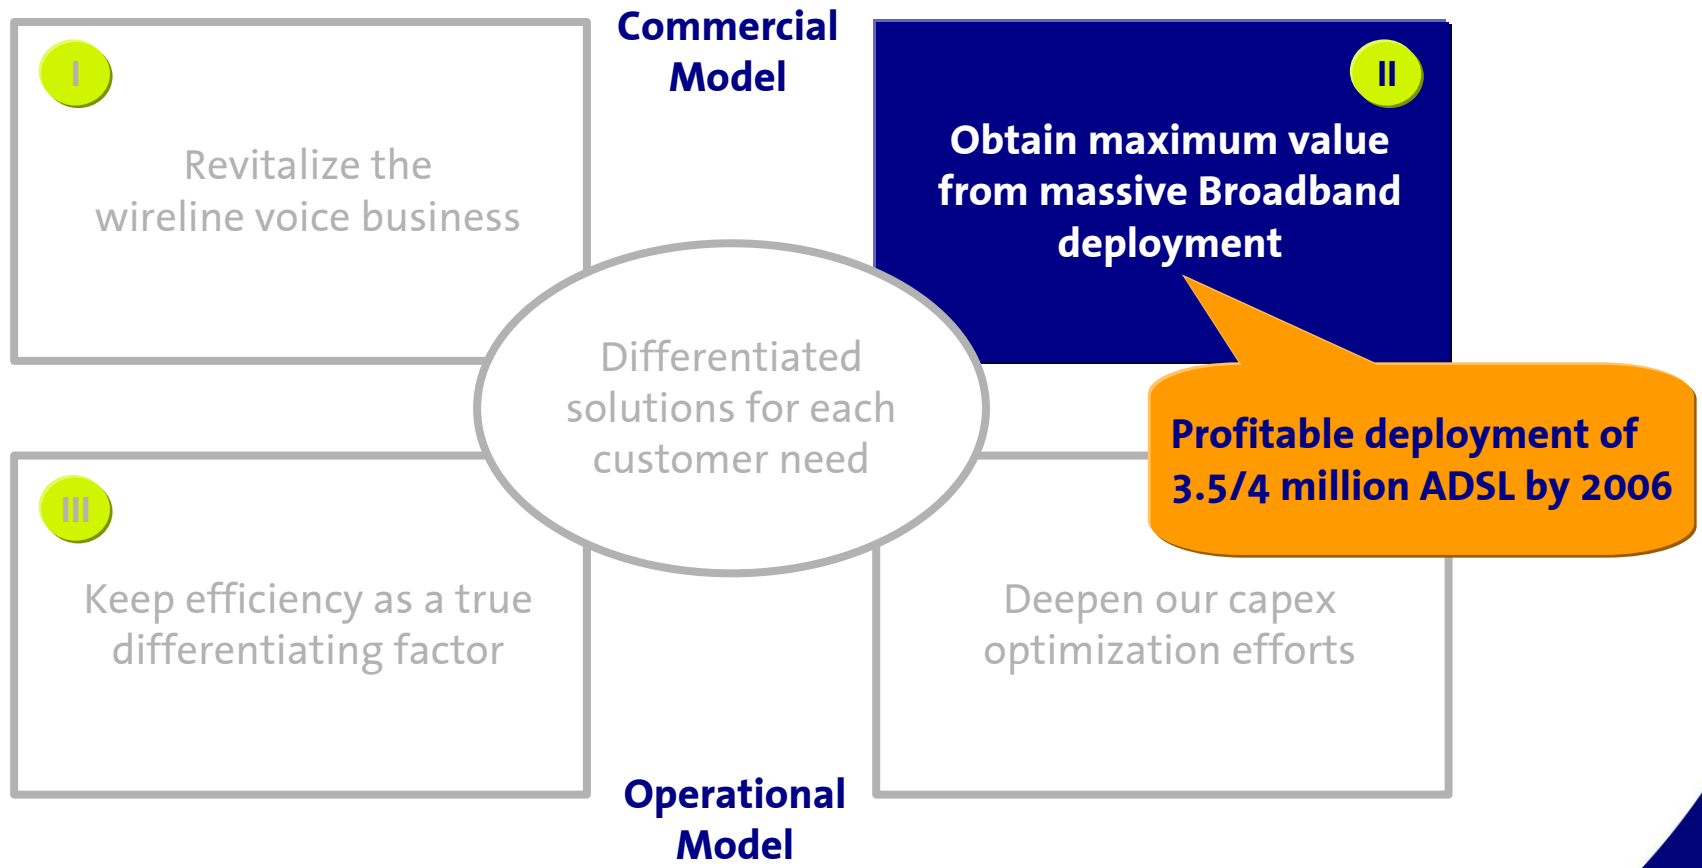 Commercial
Model
I
Revitalize the
wireline voice business
II
Obtain maximum value
from massive Broadband
deployment
Differentiated
solutions for each
customer need
Profitable deployment of
3.5/4 million ADSL by 2006
III
Keep efficiency as a true
differentiating factor
Deepen our capex
optimization efforts
Operational
Model